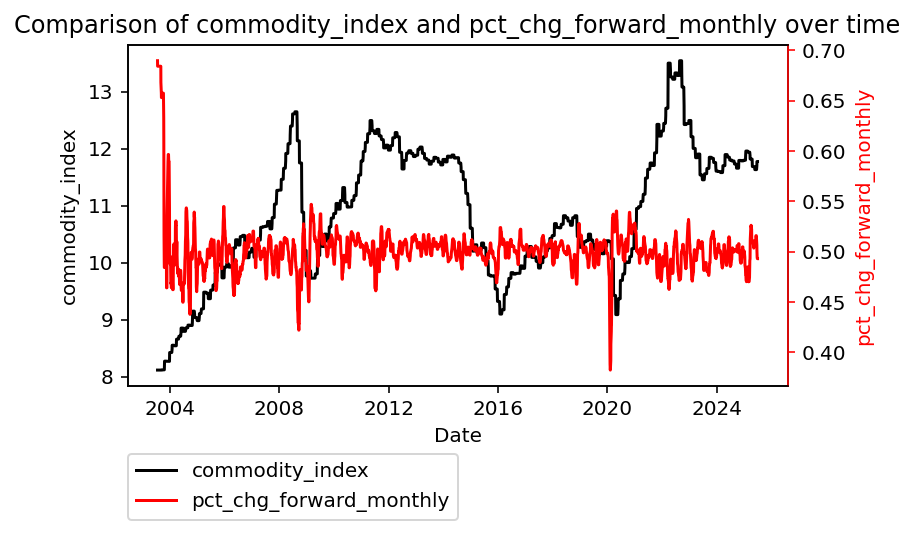 Comparison of commodity_index and pct_chg_forward_monthly over time
commodity_index
13
12
11
10
9
8
0.70
0.65
0.60
0.55
0.50
0.45
0.40
pct_chg_forward_monthly
2004 2008 2012 2016 2020 2024
Date
commodity_index
pct_chg_forward_monthly